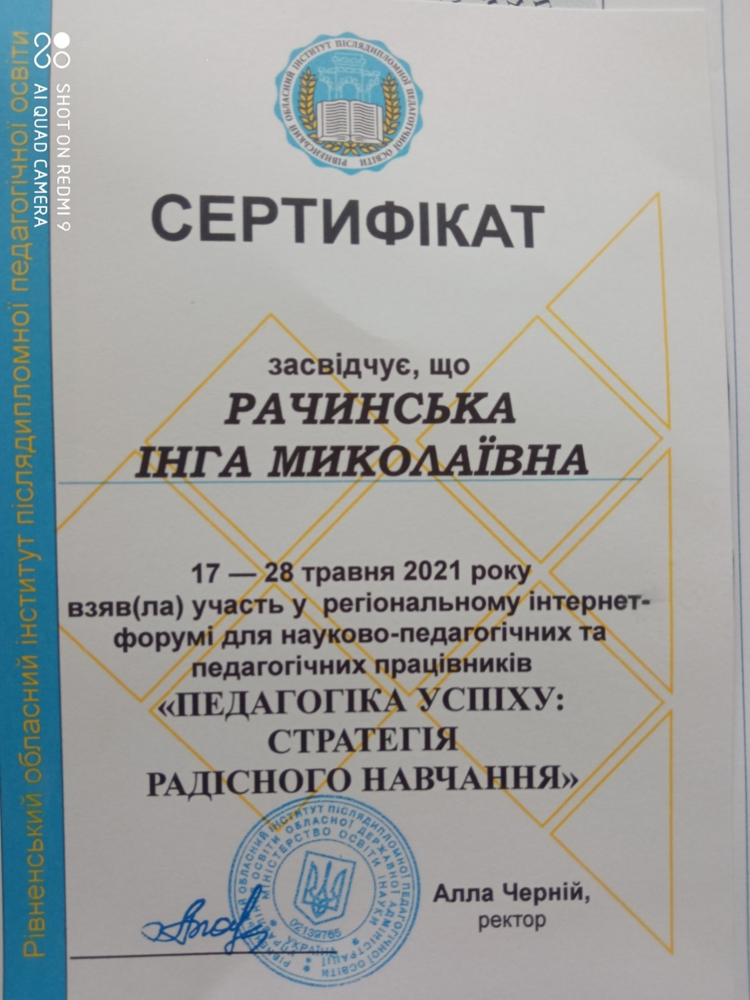 РІВНЕНСЬКИЙ ОБЛАСНИЙ ІНСТИТУТ ПІСЛЯДИПЛОМНОЇ ПЕДАГОГІЧНОЇ ОСВІТИ
Рівненський обласний інститут післядипломної педагогічної освіти
SHOT ON REDMI 9
AI QUAD CAMERA
СЕРТИФІКАТ
засвідчує, що
РАЧИНСЬКА
ІНГА МИКОЛАЇВНА
17 — 28 травня 2021 року
взяв(ла) участь у регіональному інтернет-
форумі для науково-педагогічних та
педагогічних працівників
«ПЕДАГОГІКА УСПІХУ:
СТРАТЕГІЯ
РАДІСНОГО НАВЧАННЯ»
ОБЛАСНИЙ ІНСТИТУТ ПІСЛЯДИПЛОМНОЇ ПЕДАГОГІЧНОЇ ОСВІТИ
ОСВІТИ ОБЛАСНОЇ ДЕРЖАВНОЇ АДМІНІСТРАЦІЇ
МІНІСТЕРСТВО ОСВІТИ І НАУКИ
УКРАЇНА
02139765
Алла Черній,
ректор